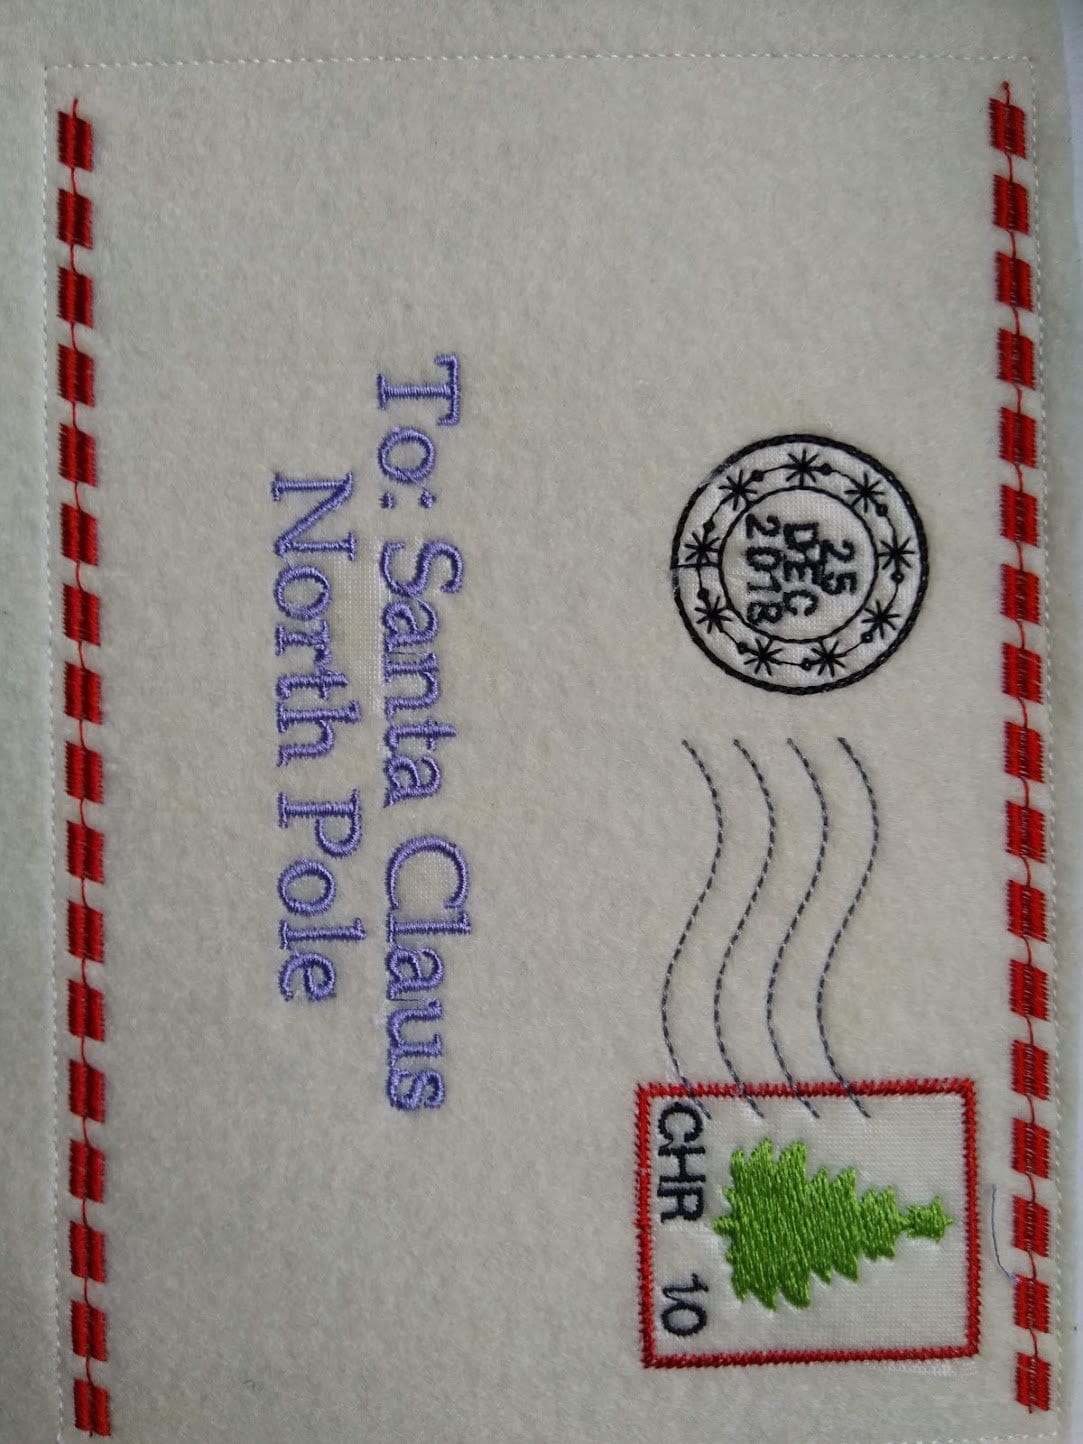 25
DEC
2018
CHR 10
To: Santa Claus
North Pole